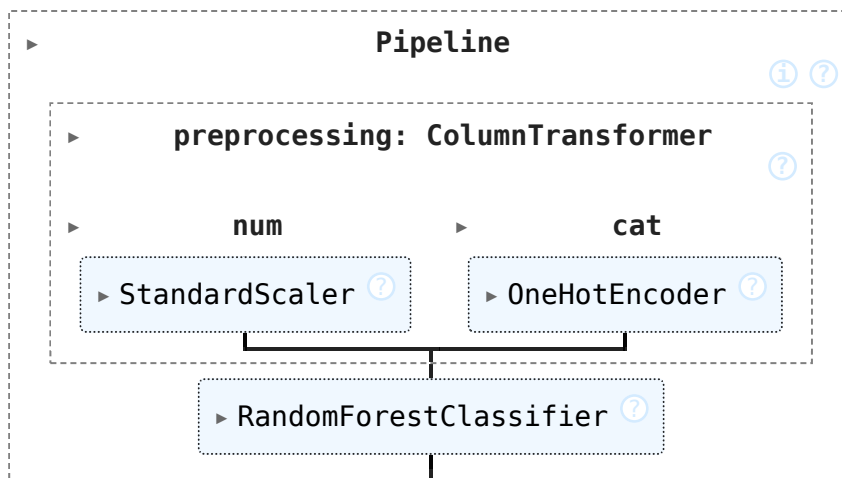 Pipeline
i ?
preprocessing: ColumnTransformer
?
num cat
StandardScaler ? OneHotEncoder ?
RandomForestClassifier ?